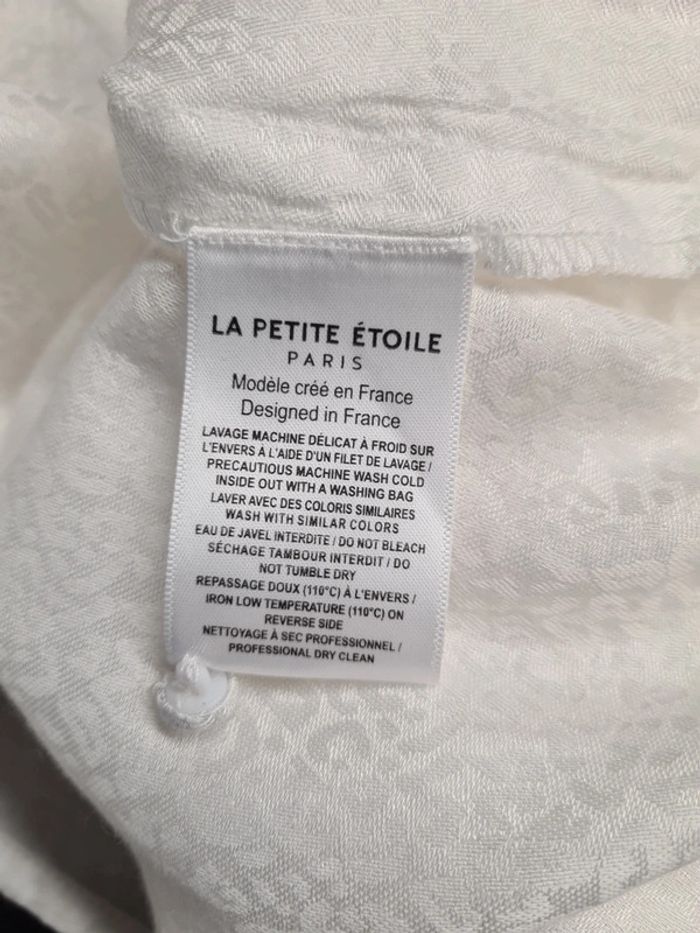 LA PETITE ÉTOILE
PARIS
Modèle créé en France
Designed in France
LAVAGE MACHINE DÉLICAT À FROID SUR
L'ENVERS À L'AIDE D'UN FILET DE LAVAGE /
PRECAUTIOUS MACHINE WASH COLD
INSIDE OUT WITH A WASHING BAG
LAVER AVEC DES COLORIS SIMILAIRES
WASH WITH SIMILAR COLORS
EAU DE JAVEL INTERDITE / DO NOT BLEACH
SÉCHAGE TAMBOUR INTERDIT / DO
NOT TUMBLE DRY
REPASSAGE DOUX (110°C) À L'ENVERS /
IRON LOW TEMPERATURE (110°C) ON
REVERSE SIDE
NETTOYAGE À SEC PROFESSIONNEL /
PROFESSIONAL DRY CLEAN